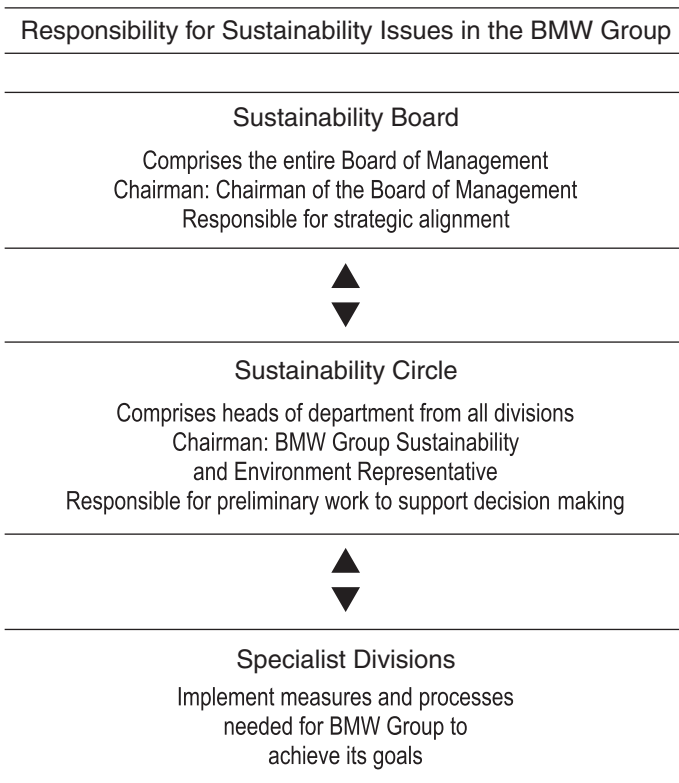 Responsibility for Sustainability Issues in the BMW Group
Sustainability Board
Comprises the entire Board of Management
Chairman: Chairman of the Board of Management
Responsible for strategic alignment
Sustainability Circle
Comprises heads of department from all divisions
Chairman: BMW Group Sustainability
and Environment Representative
Responsible for preliminary work to support decision making
Specialist Divisions
Implement measures and processes
needed for BMW Group to
achieve its goals